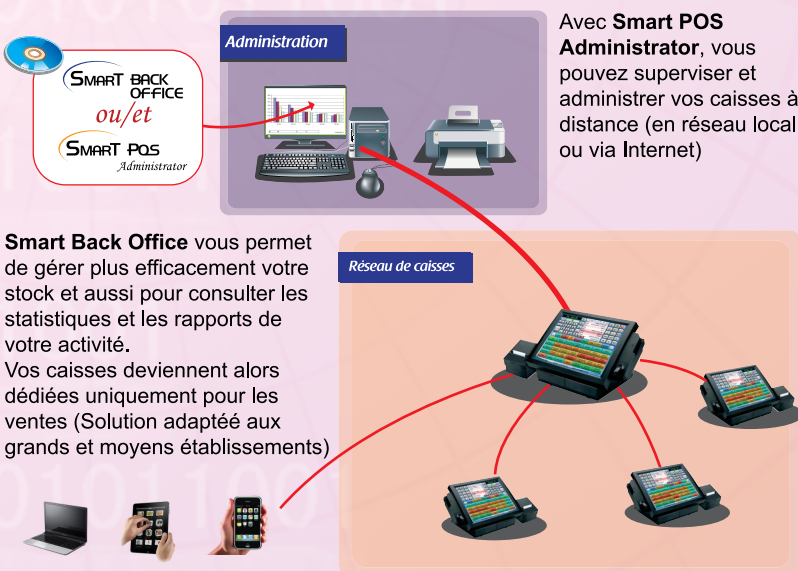 SMART BACK
OFFICE
ou/et
SMART POS
Administrator
Administration
Avec Smart POS
Administrator, vous
pouvez superviser et
administrer vos caisses à
distance (en réseau local
ou via Internet)
Smart Back Office vous permet
de gérer plus efficacement votre
stock et aussi pour consulter les
statistiques et les rapports de
votre activité.
Vos caisses deviennent alors
dédiées uniquement pour les
ventes (Solution adaptéé aux
grands et moyens établissements)
Réseau de caisses